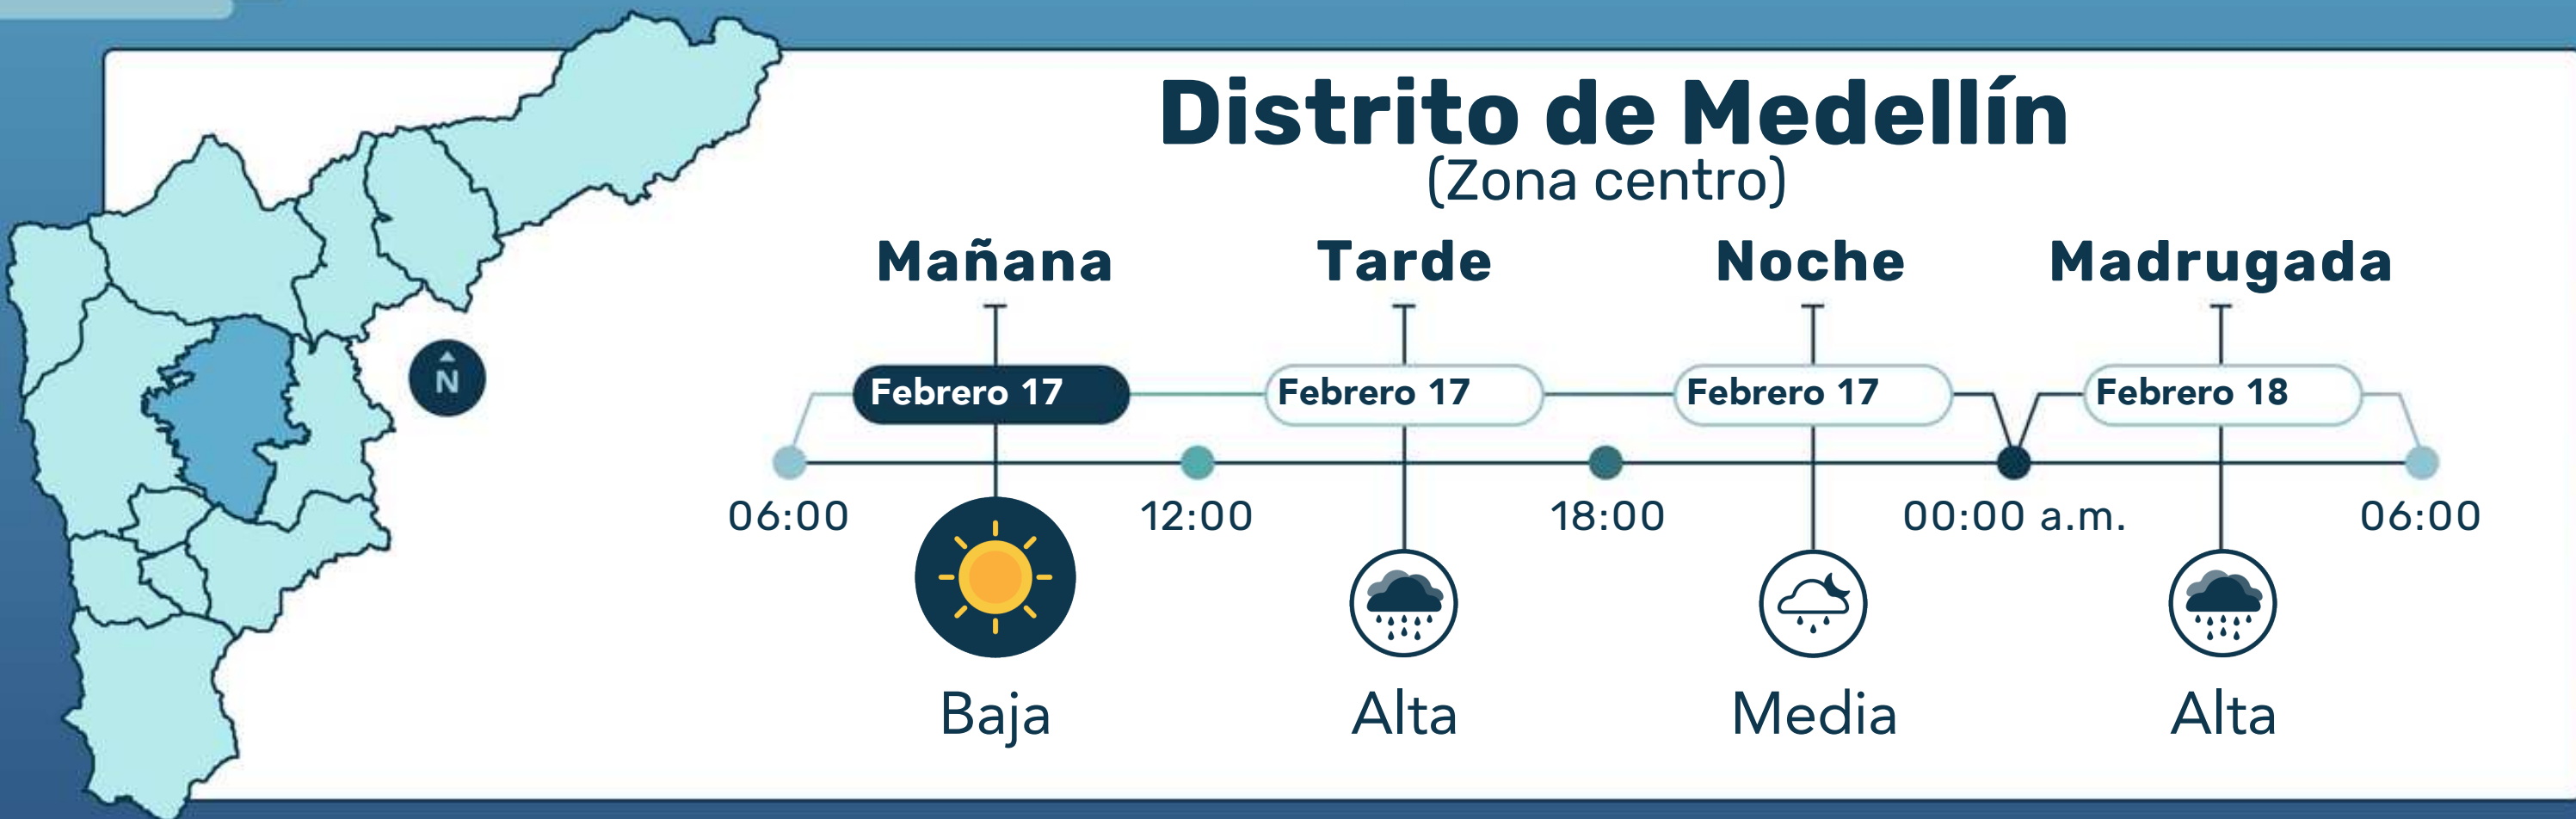 Distrito de Medellín
(Zona centro)
Mañana Tarde Noche Madrugada
N
Febrero 17 Febrero 17 Febrero 17 Febrero 18
06:00 12:00 18:00 00:00 a.m. 06:00
Baja Alta Media Alta